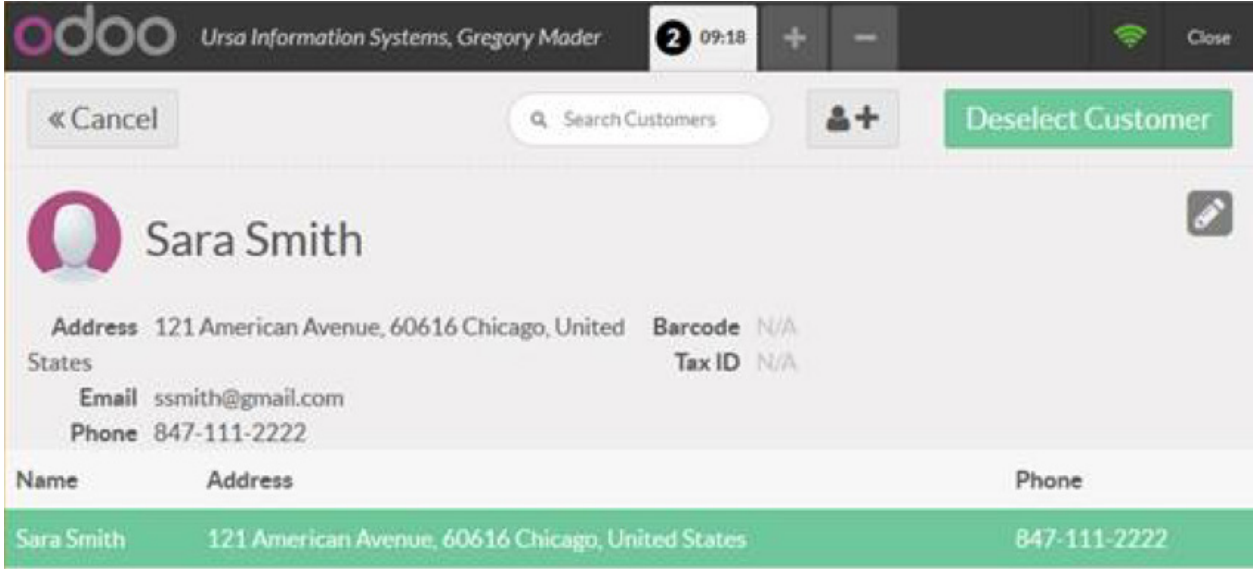 odoo Ursa Information Systems, Gregory Mader 2 09:18 + − Close
« Cancel Search Customers + Deselect Customer
Sara Smith
Address 121 American Avenue, 60616 Chicago, United Barcode N/A
States Tax ID N/A
Email ssmith@gmail.com
Phone 847-111-2222
Name Address Phone
Sara Smith 121 American Avenue, 60616 Chicago, United States 847-111-2222